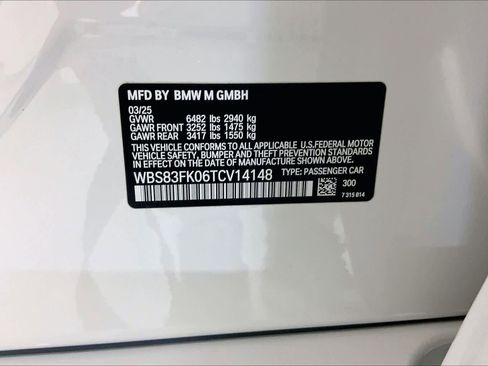 MFD BY BMW M GMBH
03/25
GVWR 6482 lbs 2940 kg
GAWR FRONT 3252 lbs 1475 kg
GAWR REAR 3417 lbs 1550 kg
THIS VEHICLE CONFORMS TO ALL APPLICABLE U.S.FEDERAL MOTOR
VEHICLE SAFETY, BUMPER, AND THEFT PREVENTION
STANDARDS IN EFFECT ON THE DATE OF MANUFACTURE SHOWN ABOVE.
WBS83FK06TCV14148 TYPE: PASSENGER CAR
300
7 315 814